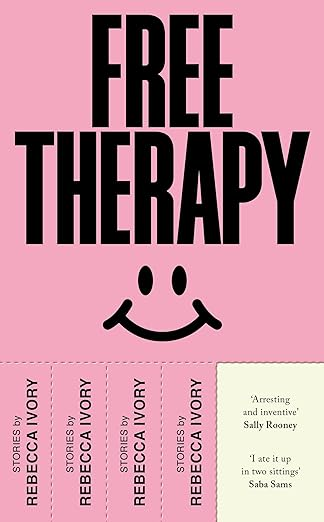 FREE
THERAPY
STORIES by
REBECCA IVORY
STORIES by
REBECCA IVORY
STORIES by
REBECCA IVORY
STORIES by
REBECCA IVORY
‘Arresting
and inventive’
Sally Rooney
‘I ate it up
in two sittings’
Saba Sams